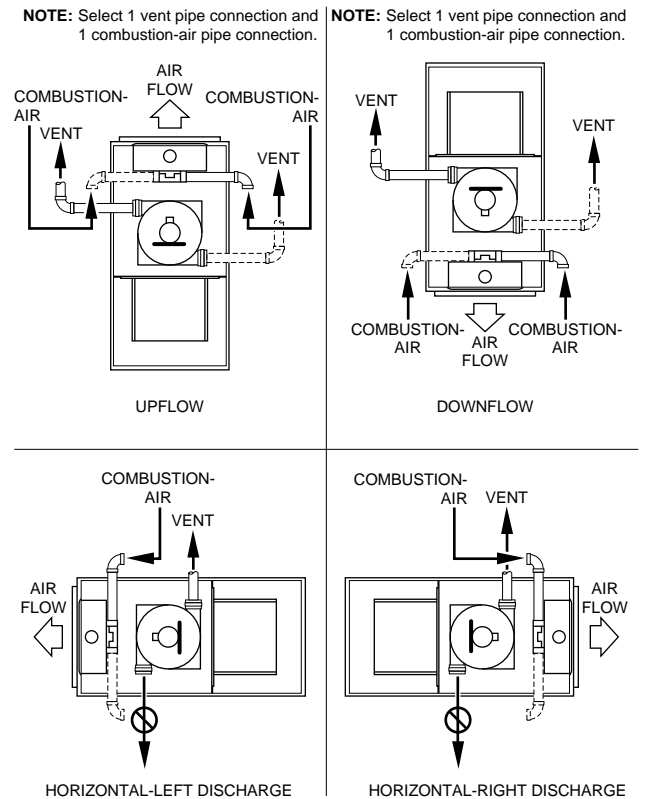 NOTE: Select 1 vent pipe connection and
1 combustion-air pipe connection.
AIR
FLOW
COMBUSTION-
AIR
COMBUSTION-
AIR
VENT
VENT
UPFLOW
NOTE: Select 1 vent pipe connection and
1 combustion-air pipe connection.
VENT
VENT
COMBUSTION-
AIR
AIR
FLOW
COMBUSTION-
AIR
DOWNFLOW
COMBUSTION-
AIR
VENT
AIR
FLOW
HORIZONTAL-LEFT DISCHARGE
COMBUSTION-
AIR
VENT
AIR
FLOW
HORIZONTAL-RIGHT DISCHARGE